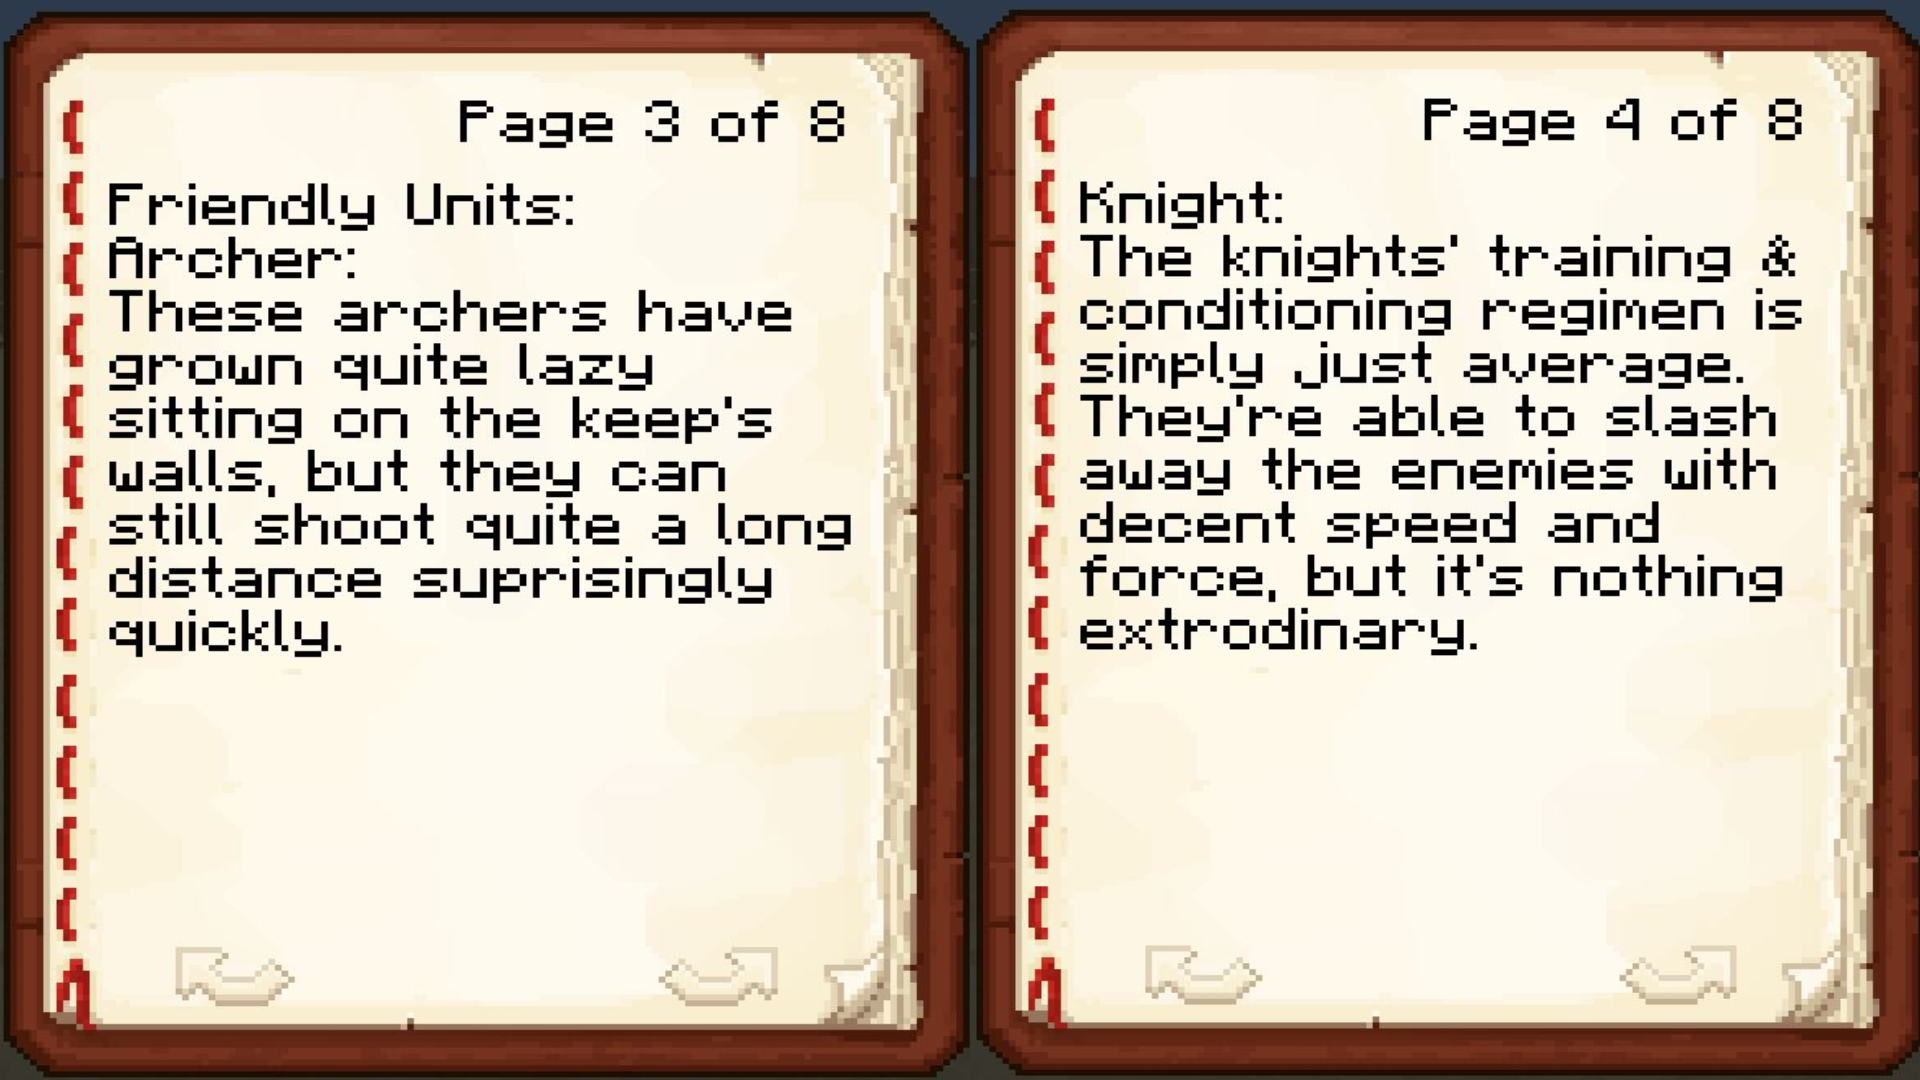 Page 3 of 8
Friendly Units:
Archer:
These archers have
grown quite lazy
sitting on the keep's
walls, but they can
still shoot quite a long
distance suprisingly
quickly.
Page 4 of 8
Knight:
The knights' training &
conditioning regimen is
simply just average.
They're able to slash
away the enemies with
decent speed and
force, but it's nothing
extrodinary.